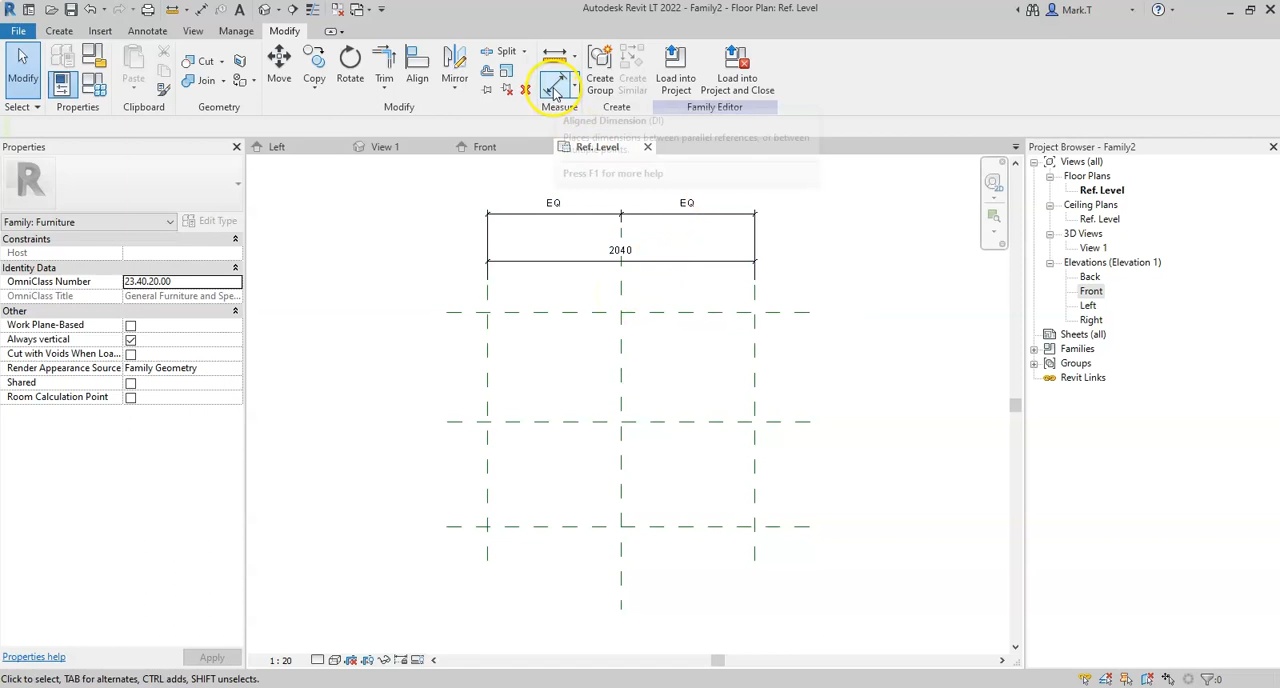 Autodesk Revit LT 2022 - Family2 - Floor Plan: Ref. Level
Mark.T
File Create Insert Annotate View Manage Modify
Modify
Paste
Cut
Join
Move Copy Rotate Trim Align Mirror
Split
Create Group
Create Similar
Load into Project
Load into Project and Close
Select Properties Clipboard Geometry Modify Measure Create Family Editor
Aligned Dimension (DI)
Places dimensions between parallel references, or between
Press F1 for more help
Properties
Left View 1 Front Ref. Level
Project Browser - Family2
Family: Furniture
Edit Type
Constraints
Host
Identity Data
OmniClass Number 23.40.20.00
OmniClass Title General Furniture and Spe...
Other
Work Plane-Based
Always vertical
Cut with Voids When Loa...
Render Appearance Source Family Geometry
Shared
Room Calculation Point
EQ EQ
2040
Views (all)
Floor Plans
Ref. Level
Ceiling Plans
Ref. Level
3D Views
View 1
Elevations (Elevation 1)
Back
Front
Left
Right
Sheets (all)
Families
Groups
Revit Links
Properties help
Apply
1 : 20
Click to select, TAB for alternates, CTRL adds, SHIFT unselects.
:0